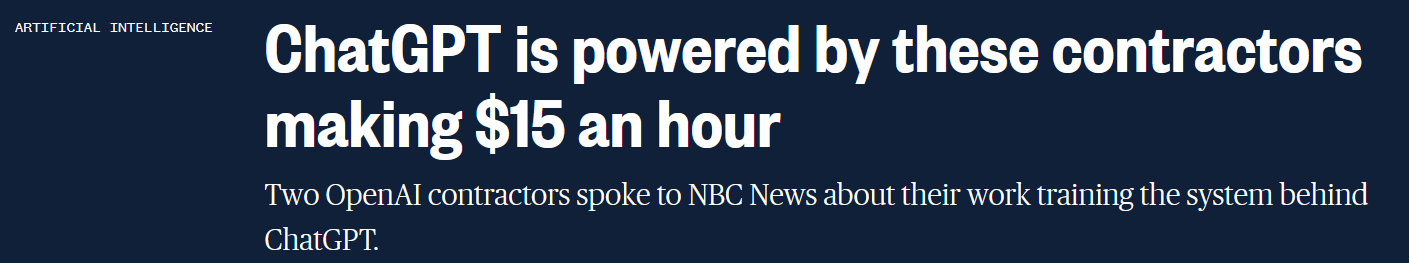 ARTIFICIAL INTELLIGENCE
ChatGPT is powered by these contractors
making $15 an hour
Two OpenAI contractors spoke to NBC News about their work training the system behind
ChatGPT.